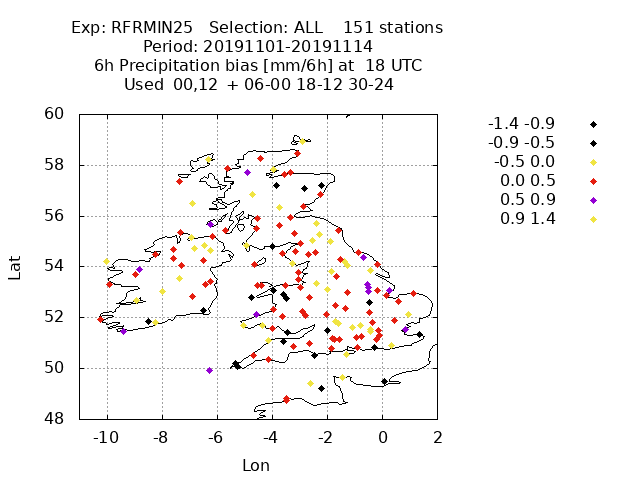 Exp: RFRMIN25 Selection: ALL 151 stations
Period: 20191101-20191114
6h Precipitation bias [mm/6h] at 18 UTC
Used 00,12 + 06-00 18-12 30-24
60
58
56
54
52
50
48
-10 -8 -6 -4 -2 0 2
Lat
Lon
-1.4 -0.9
-0.9 -0.5
-0.5 0.0
0.0 0.5
0.5 0.9
0.9 1.4